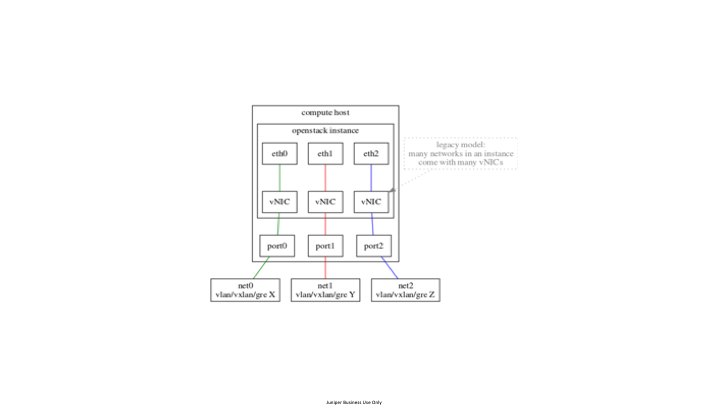 compute host
openstack instance
eth0 eth1 eth2
legacy model:
many networks in an instance
come with many vNICs
vNIC vNIC vNIC
port0 port1 port2
net0 net1 net2
vlan/vxlan/gre X vlan/vxlan/gre Y vlan/vxlan/gre Z
Juniper Business Use Only